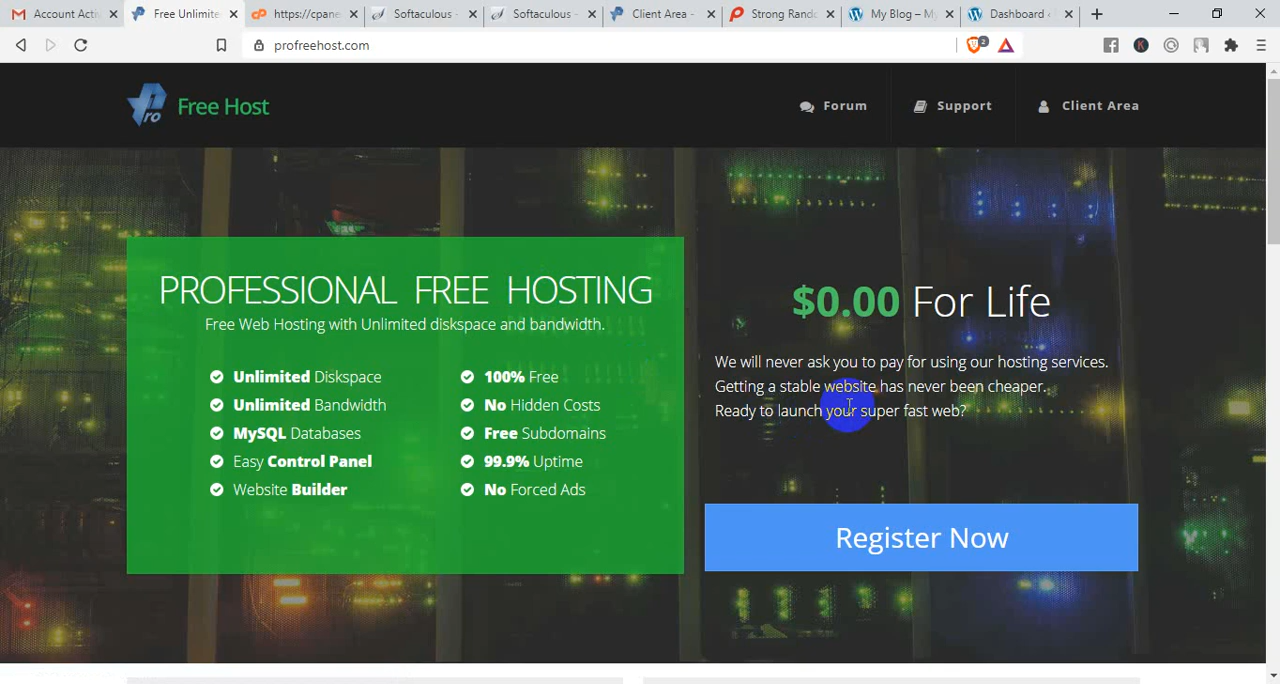 Account Acti
Free Unlimite
https://cpane
Softaculous -
Softaculous -
Client Area -
Strong Rando
My Blog – My
Dashboard
profreehost.com
2
K
Pro
Free Host
Forum
Support
Client Area
PROFESSIONAL FREE HOSTING
Free Web Hosting with Unlimited diskspace and bandwidth.
Unlimited Diskspace
Unlimited Bandwidth
MySQL Databases
Easy Control Panel
Website Builder
100% Free
No Hidden Costs
Free Subdomains
99.9% Uptime
No Forced Ads
$0.00 For Life
We will never ask you to pay for using our hosting services.
Getting a stable website has never been cheaper.
Ready to launch your super fast web?
Register Now